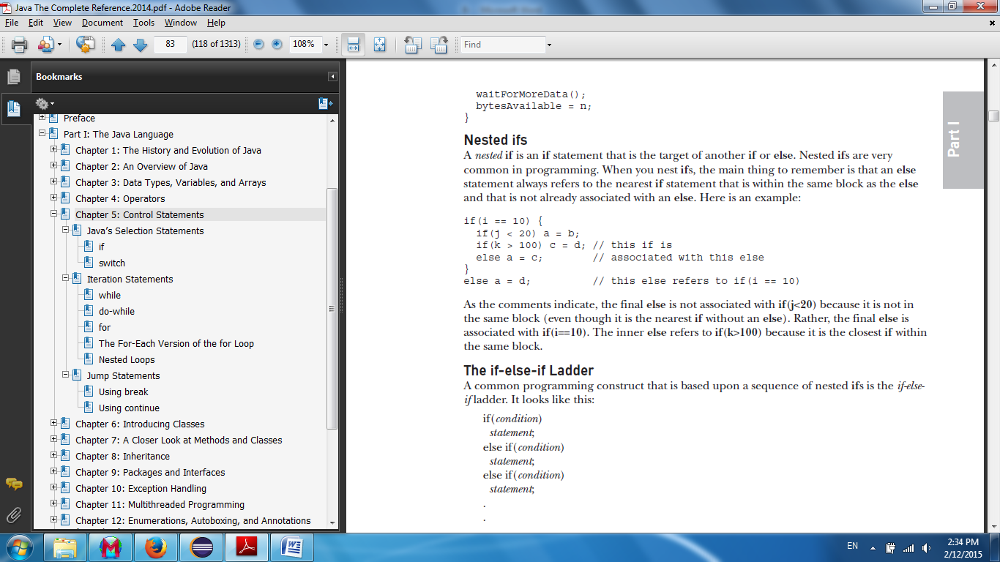 Java The Complete Reference.2014.pdf - Adobe Reader
File Edit View Document Tools Window Help
83 (118 of 1313) 108% Find
Bookmarks
Preface
Part I: The Java Language
Chapter 1: The History and Evolution of Java
Chapter 2: An Overview of Java
Chapter 3: Data Types, Variables, and Arrays
Chapter 4: Operators
Chapter 5: Control Statements
Java's Selection Statements
if
switch
Iteration Statements
while
do-while
for
The For-Each Version of the for Loop
Nested Loops
Jump Statements
Using break
Using continue
Chapter 6: Introducing Classes
Chapter 7: A Closer Look at Methods and Classes
Chapter 8: Inheritance
Chapter 9: Packages and Interfaces
Chapter 10: Exception Handling
Chapter 11: Multithreaded Programming
Chapter 12: Enumerations, Autoboxing, and Annotations
waitForMoreData();
bytesAvailable = n;
}
Nested ifs
A nested if is an if statement that is the target of another if or else. Nested ifs are very
common in programming. When you nest ifs, the main thing to remember is that an else
statement always refers to the nearest if statement that is within the same block as the else
and that is not already associated with an else. Here is an example:
if(i == 10) {
if(j < 20) a = b;
if(k > 100) c = d; // this if is
else a = c; // associated with this else
}
else a = d; // this else refers to if(i == 10)
As the comments indicate, the final else is not associated with if(j<20) because it is not in
the same block (even though it is the nearest if without an else). Rather, the final else is
associated with if(i==10). The inner else refers to if(k>100) because it is the closest if within
the same block.
The if-else-if Ladder
A common programming construct that is based upon a sequence of nested ifs is the if-else-
if ladder. It looks like this:
if(condition)
statement;
else if(condition)
statement;
else if(condition)
statement;
.
.
Part I
EN
2:34 PM
2/12/2015